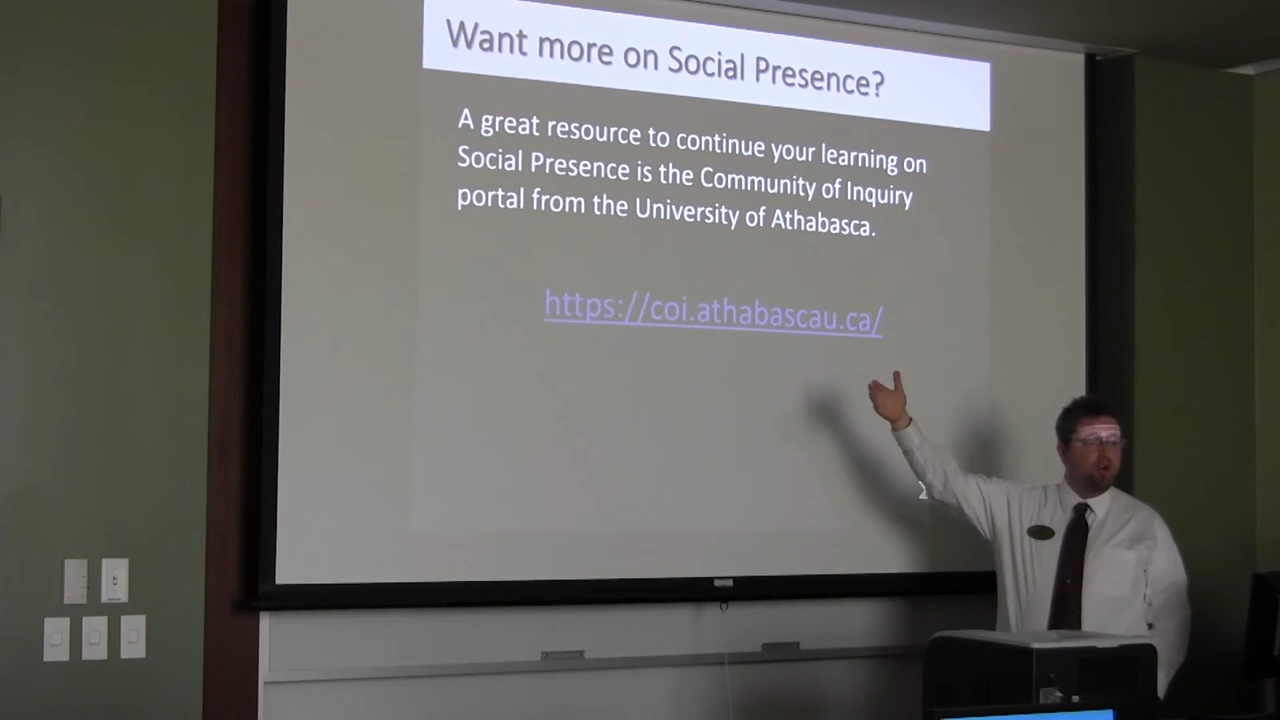 Want more on Social Presence?
A great resource to continue your learning on
Social Presence is the Community of Inquiry
portal from the University of Athabasca.
https://coi.athabascau.ca/